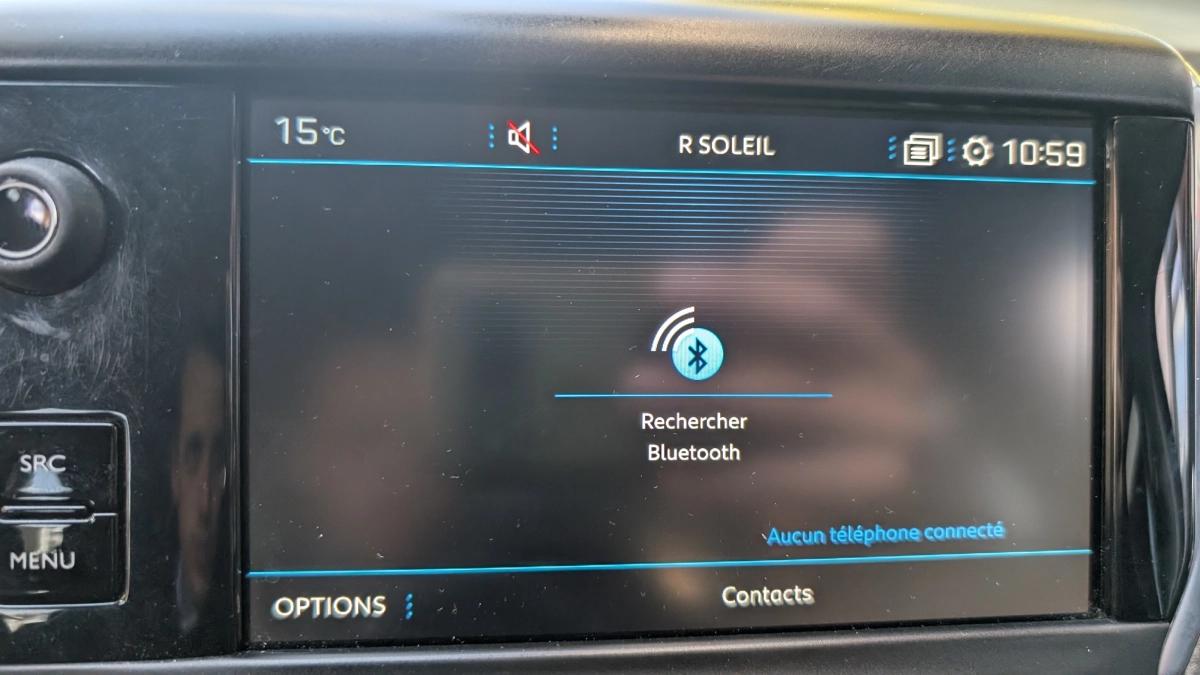 15°C
R SOLEIL
10:59
Rechercher
Bluetooth
SRC
Aucun téléphone connecté
MENU
OPTIONS
Contacts